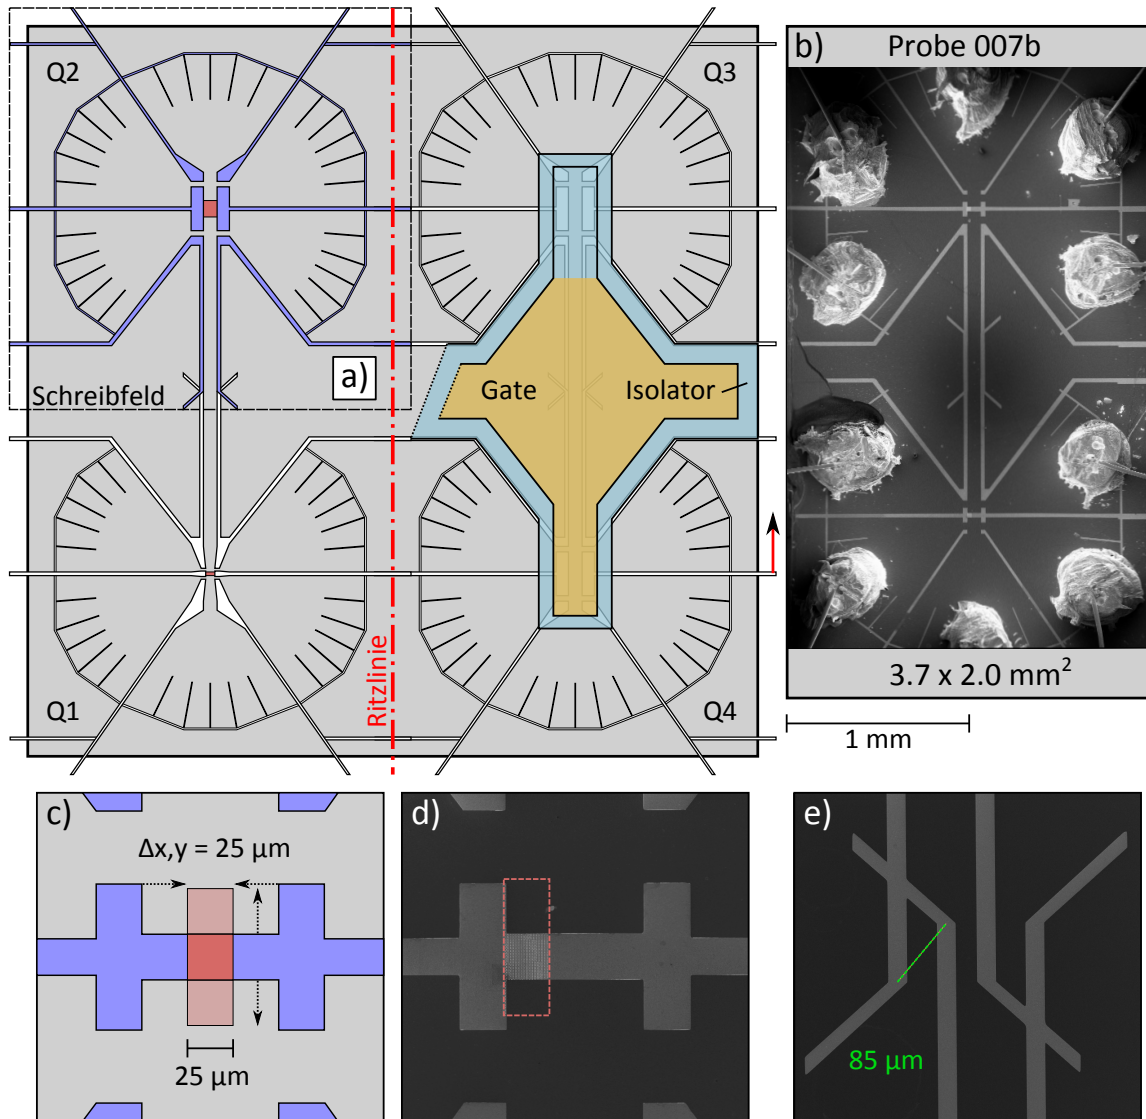 Q2
Q3
b)
Probe 007b
a)
Schreibfeld
Gate
Isolator
Ritzlinie
Q1
Q4
3.7 x 2.0 mm²
1 mm
c)
Δx,y = 25 µm
25 µm
d)
e)
85 µm